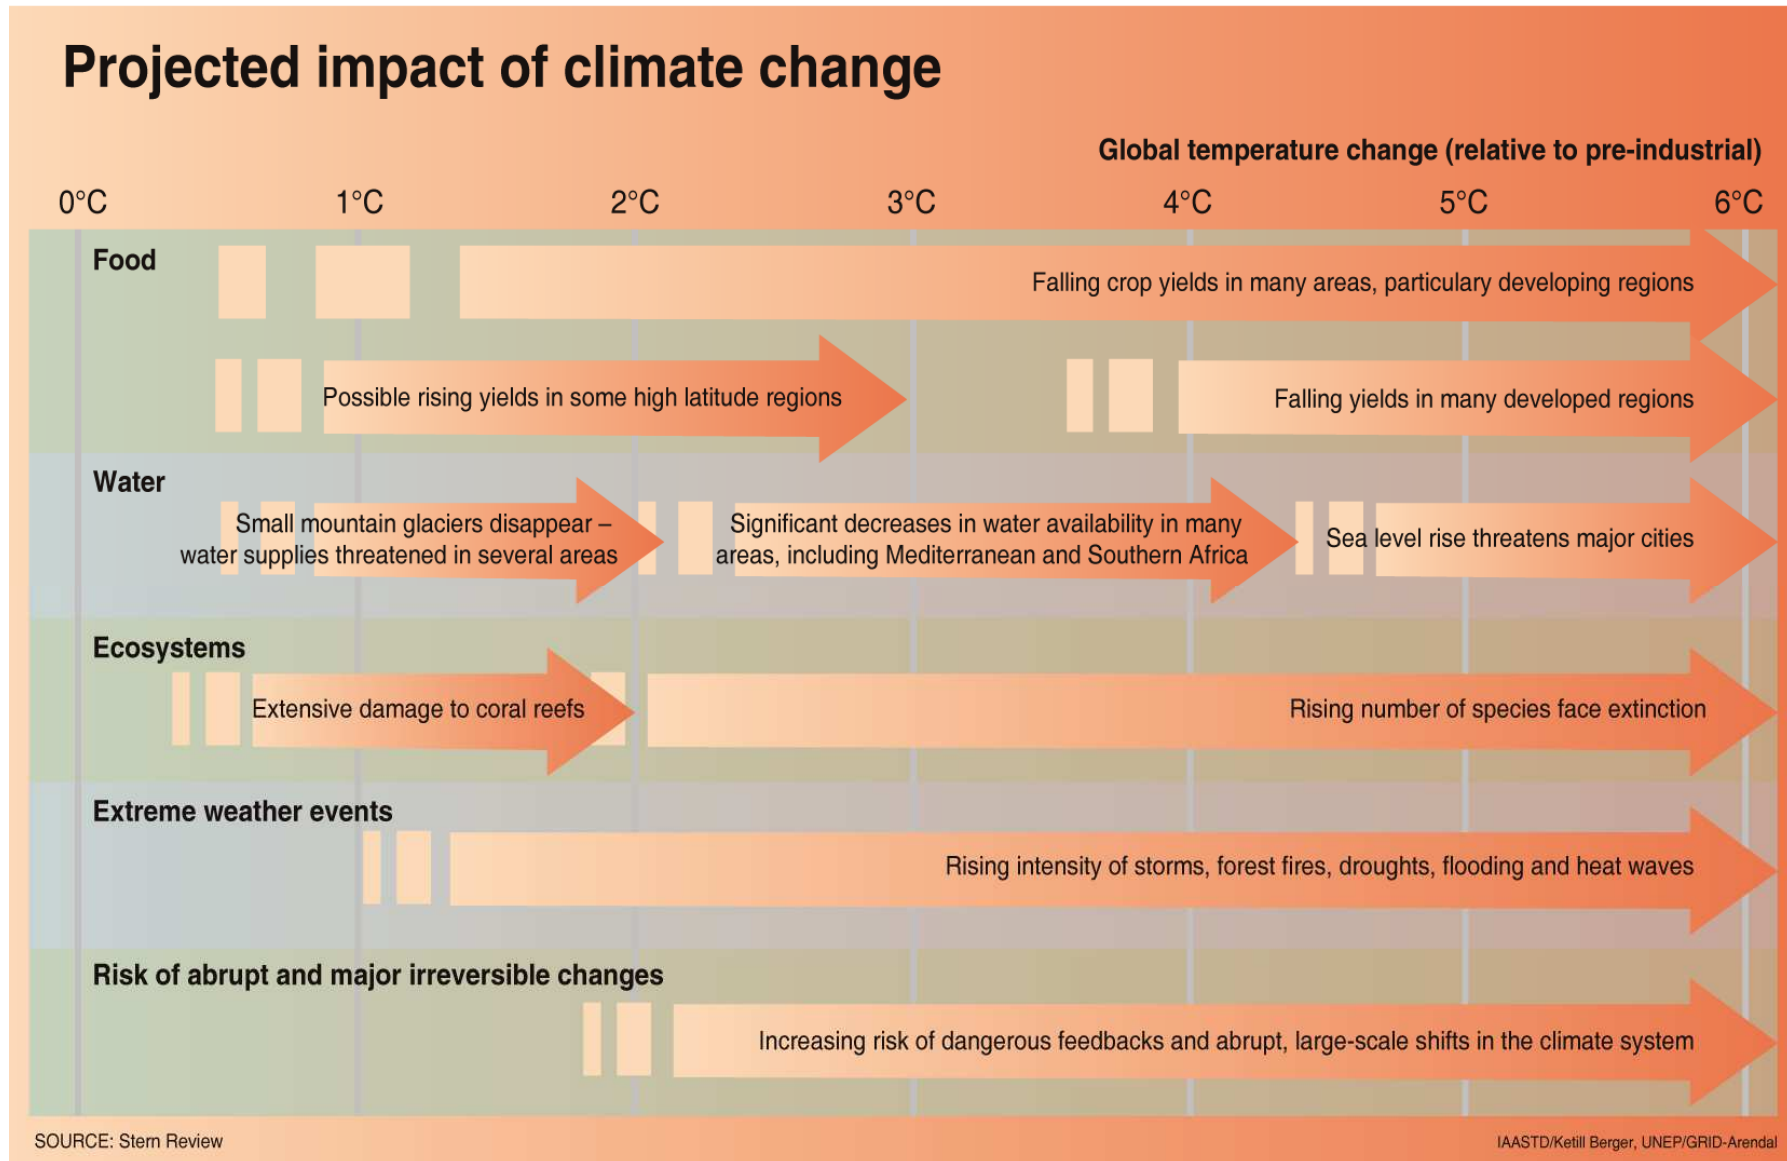 Projected impact of climate change
Global temperature change (relative to pre-industrial)
0°C 1°C 2°C 3°C 4°C 5°C 6°C
Food
Falling crop yields in many areas, particulary developing regions
Possible rising yields in some high latitude regions
Falling yields in many developed regions
Water
Small mountain glaciers disappear –
water supplies threatened in several areas
Significant decreases in water availability in many
areas, including Mediterranean and Southern Africa
Sea level rise threatens major cities
Ecosystems
Extensive damage to coral reefs
Rising number of species face extinction
Extreme weather events
Rising intensity of storms, forest fires, droughts, flooding and heat waves
Risk of abrupt and major irreversible changes
Increasing risk of dangerous feedbacks and abrupt, large-scale shifts in the climate system
SOURCE: Stern Review
IAASTD/Ketill Berger, UNEP/GRID-Arendal